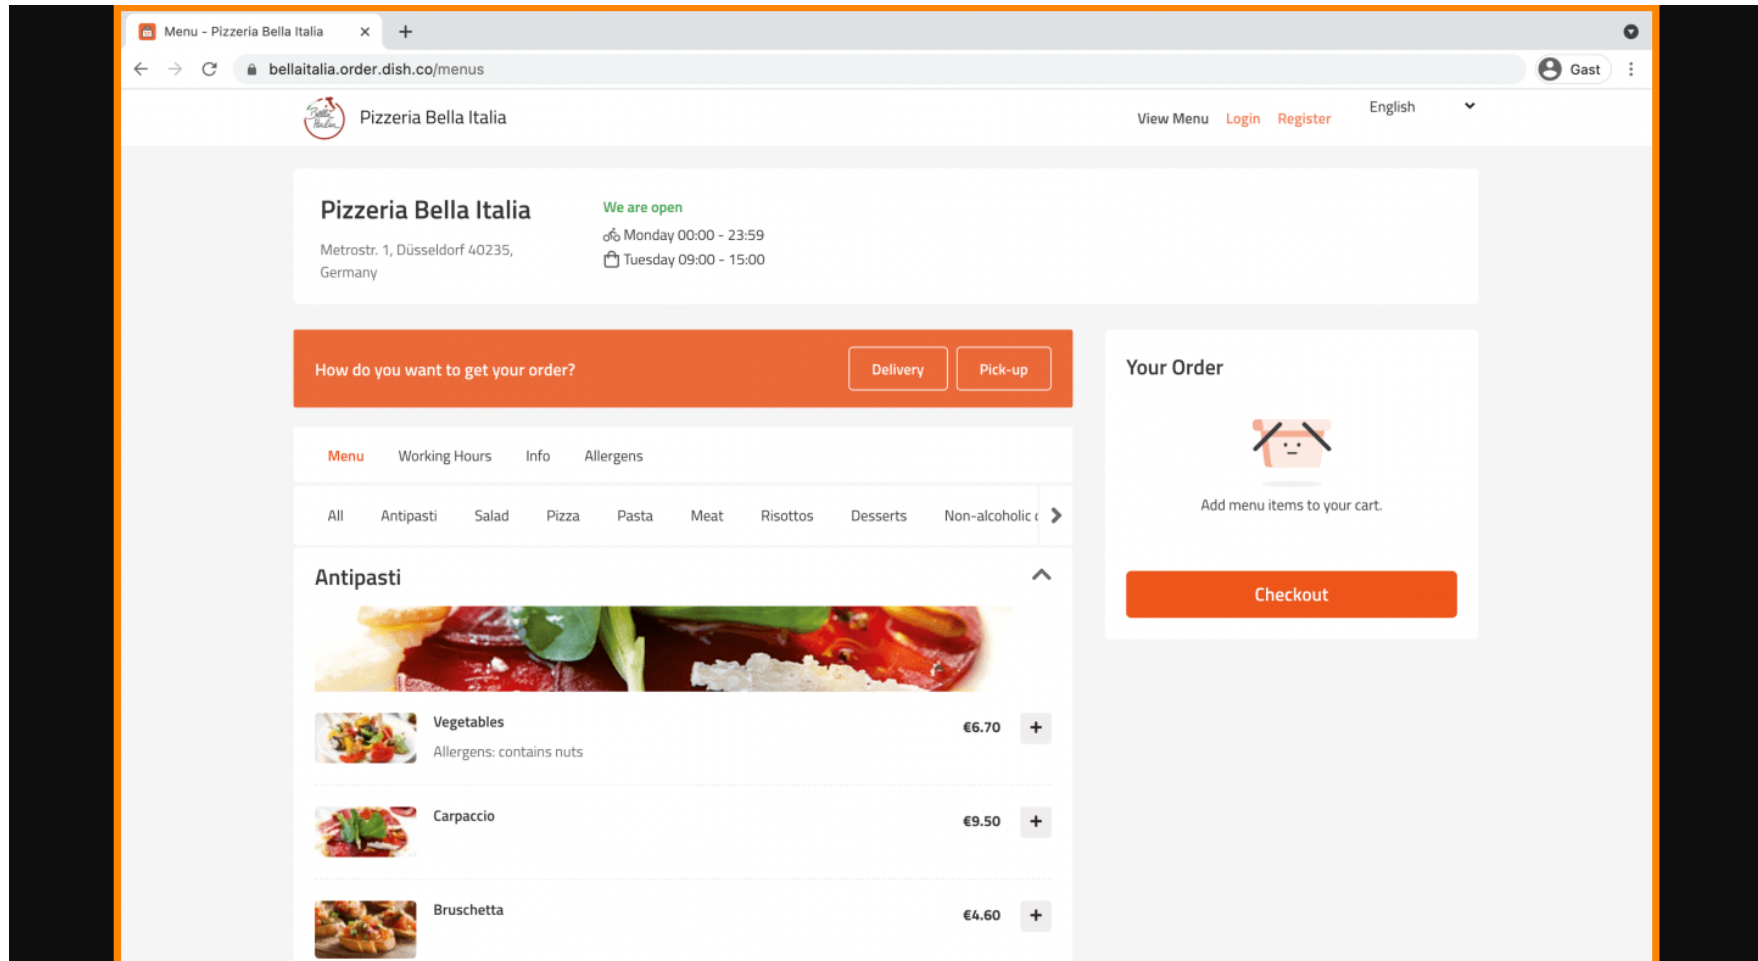 Menu - Pizzeria Bella Italia
bellaitalia.order.dish.co/menus
Gast
Bella Italia
Pizzeria Bella Italia
View Menu Login Register English
Pizzeria Bella Italia
Metrostr. 1, Düsseldorf 40235,
Germany
We are open
Monday 00:00 - 23:59
Tuesday 09:00 - 15:00
How do you want to get your order?
Delivery Pick-up
Menu Working Hours Info Allergens
All Antipasti Salad Pizza Pasta Meat Risottos Desserts Non-alcoholic
Antipasti
Vegetables €6.70 +
Allergens: contains nuts
Carpaccio €9.50 +
Bruschetta €4.60 +
Your Order
Add menu items to your cart.
Checkout